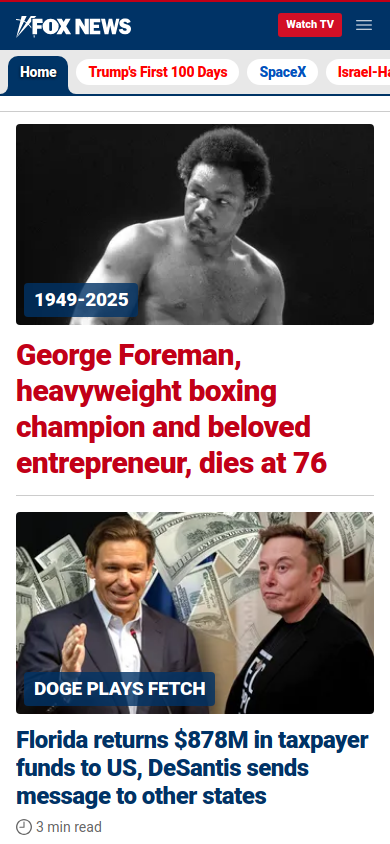 FOX NEWS
Watch TV
Home
Trump's First 100 Days
SpaceX
Israel-Ha
1949-2025
George Foreman,
heavyweight boxing
champion and beloved
entrepreneur, dies at 76
DOGE PLAYS FETCH
Florida returns $878M in taxpayer
funds to US, DeSantis sends
message to other states
3 min read